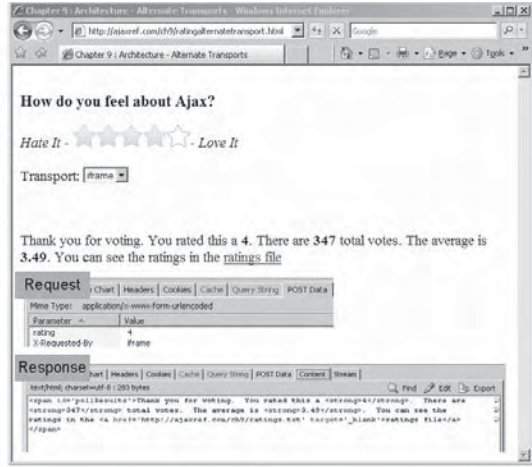 Chapter 9 : Architecture - Alternate Transports - Windows Internet Explorer
http://ajaxref.com/ch9/ratingalternatetransport.html
Google
Chapter 9 : Architecture - Alternate Transports
Page
Tools
How do you feel about Ajax?
Hate It - - Love It
Transport: iframe
Thank you for voting. You rated this a 4. There are 347 total votes. The average is
3.49. You can see the ratings in the ratings file
Request
Chart Headers Cookies Cache Query String POST Data
Mime Type: application/x-www-form-urlencoded
Parameter Value
rating 4
X-Requested-By iframe
Response
Chart Headers Cookies Cache Query String POST Data Content Stream
text/html; charset=utf-8 : 283 bytes Find Edit Export
<span id='pollResults'>Thank you for voting. You rated this a <strong>4</strong>. There are
<strong>347</strong> total votes. The average is <strong>3.49</strong>. You can see the
ratings in the <a href='http://ajaxref.com/ch9/ratings.txt' target='_blank'>ratings file</a>
</span>